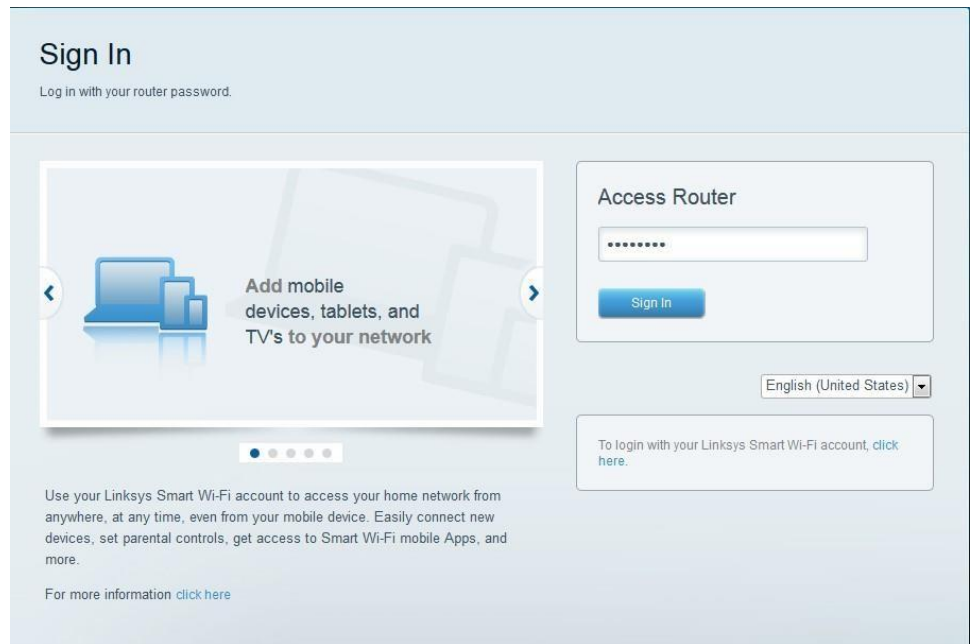 Sign In
Log in with your router password.
Add mobile
devices, tablets, and
TV's to your network
Use your Linksys Smart Wi-Fi account to access your home network from
anywhere, at any time, even from your mobile device. Easily connect new
devices, set parental controls, get access to Smart Wi-Fi mobile Apps, and
more.
For more information click here
Access Router
••••••••
Sign In
English (United States)
To login with your Linksys Smart Wi-Fi account, click
here.